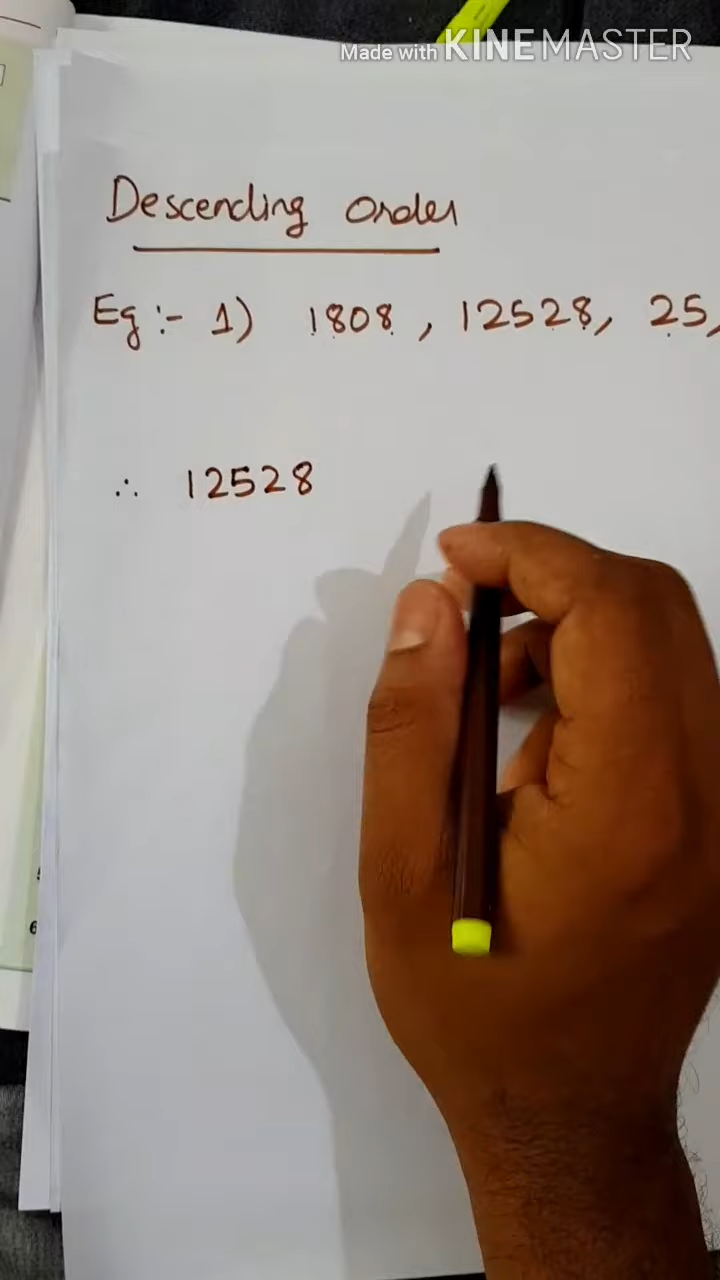 Made with KINEMASTER
Descending Order
Eg :- 1) 1808 , 12528, 25,
∴ 12528